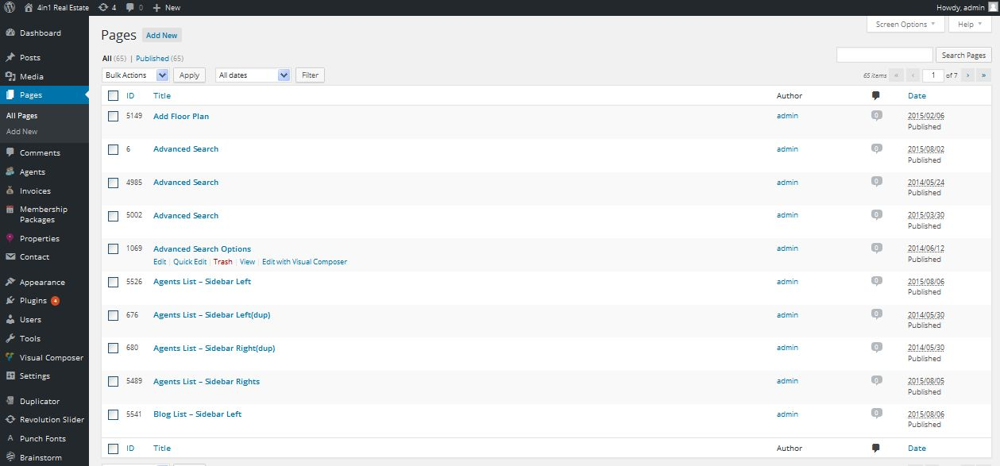 4in1 Real Estate 4 0 New Howdy, admin
Screen Options Help
Dashboard
Posts
Media
Pages
All Pages
Add New
Comments
Agents
Invoices
Membership
Packages
Properties
Contact
Appearance
Plugins 4
Users
Tools
Visual Composer
Settings
Duplicator
Revolution Slider
Punch Fonts
Brainstorm
Pages Add New
All (65) | Published (65)
Search Pages
Bulk Actions Apply All dates Filter 65 items « ‹ 1 of 7 › »
ID Title Author Date
5149 Add Floor Plan admin 0 2015/02/06
Published
6 Advanced Search admin 0 2015/08/02
Published
4985 Advanced Search admin 0 2014/05/24
Published
5002 Advanced Search admin 0 2015/03/30
Published
1069 Advanced Search Options admin 0 2014/06/12
Edit | Quick Edit | Trash | View | Edit with Visual Composer Published
5526 Agents List – Sidebar Left admin 0 2015/08/06
Published
676 Agents List – Sidebar Left(dup) admin 0 2014/05/30
Published
680 Agents List – Sidebar Right(dup) admin 0 2014/05/30
Published
5489 Agents List – Sidebar Rights admin 0 2015/08/05
Published
5541 Blog List – Sidebar Left admin 0 2015/08/06
Published
ID Title Author Date